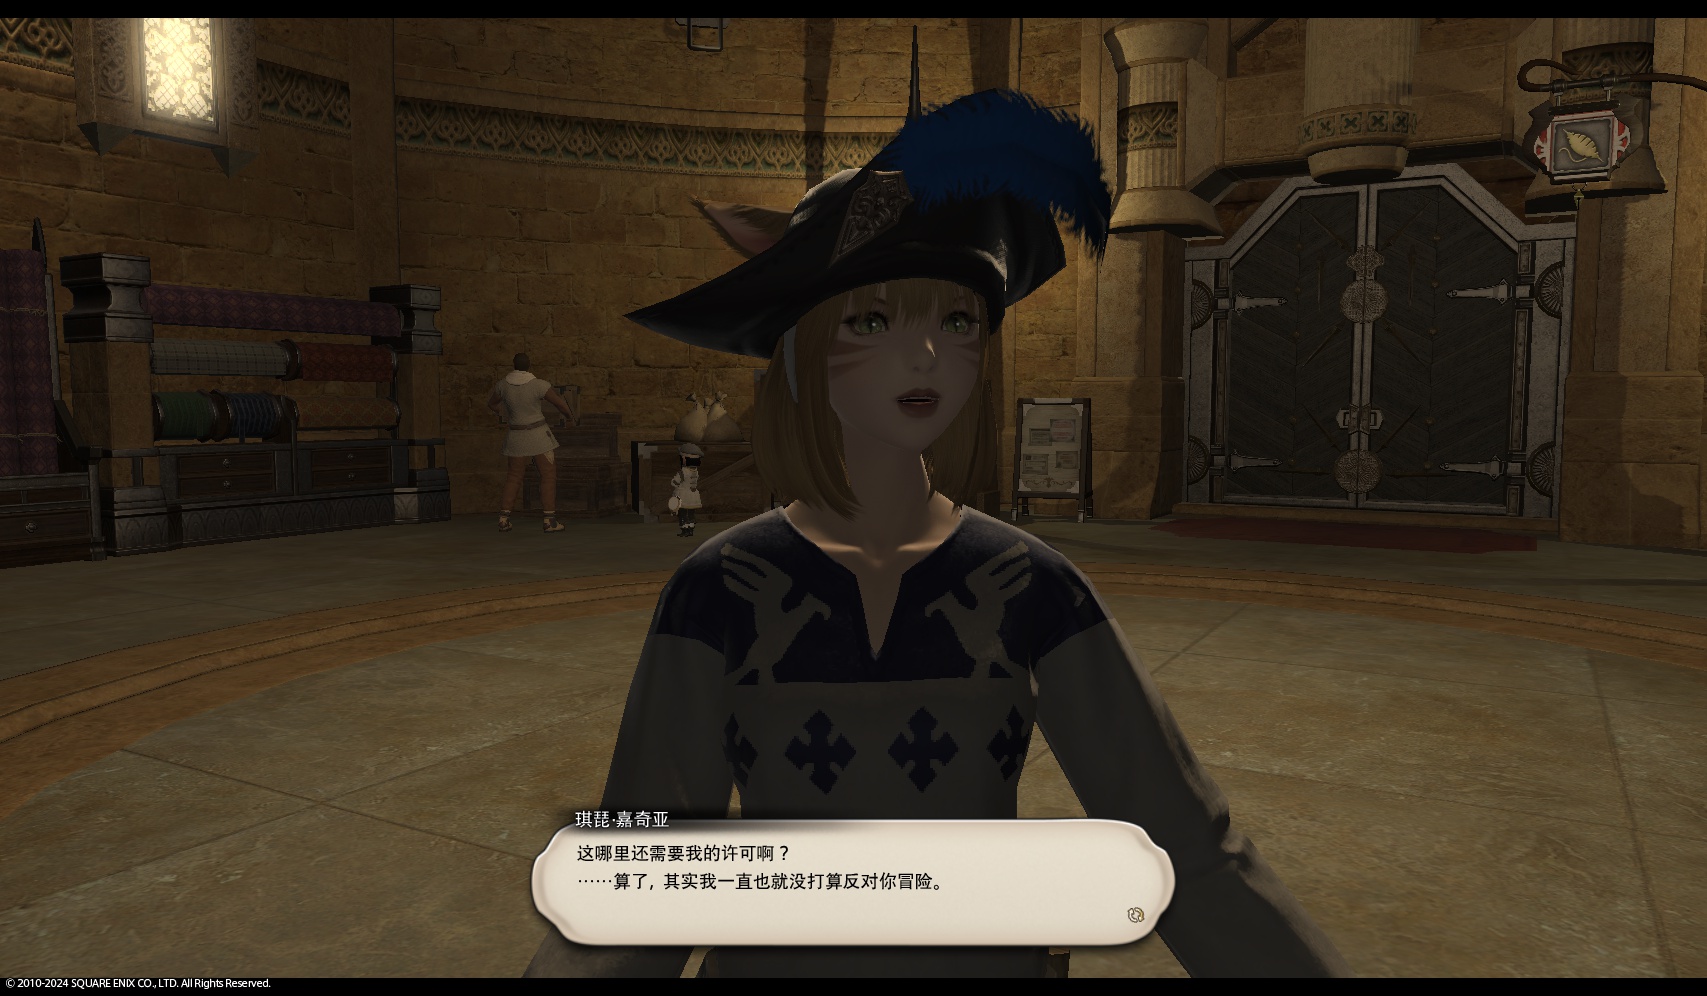 琪琵·嘉奇亚
这哪里还需要我的许可啊？
……算了, 其实我一直也就没打算反对你冒险。
© 2010-2024 SQUARE ENIX CO., LTD. All Rights Reserved.